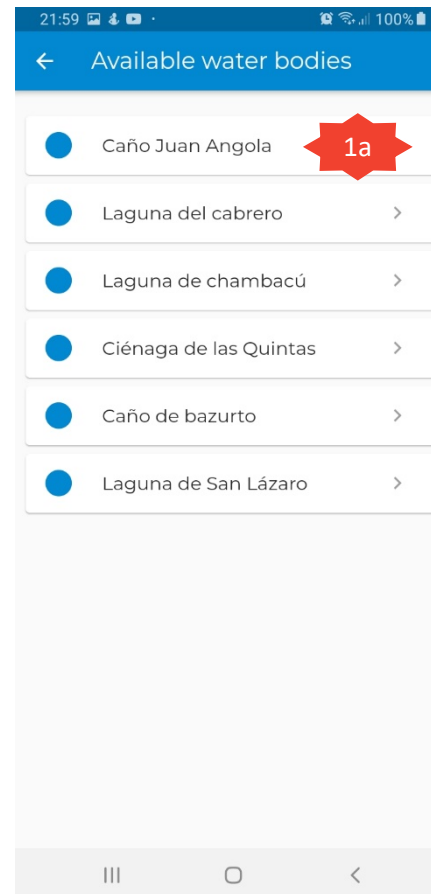 21:59 100%
Available water bodies
Caño Juan Angola 1a
Laguna del cabrero
Laguna de chambacú
Ciénaga de las Quintas
Caño de bazurto
Laguna de San Lázaro